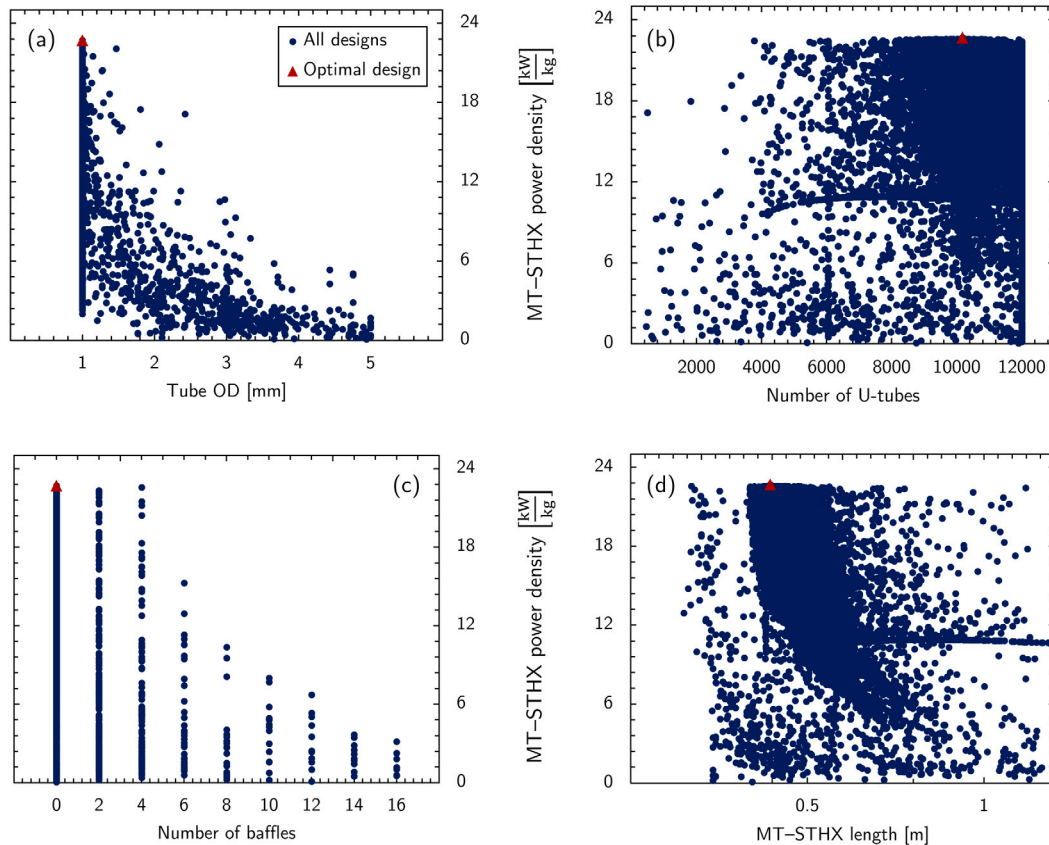 (a)
All designs
Optimal design
24
18
12
6
0
1 2 3 4 5
Tube OD [mm]
MT–STHX power density [kW/kg]
(b)
24
18
12
6
0
2000 4000 6000 8000 10000 12000
Number of U-tubes
(c)
24
18
12
6
0
0 2 4 6 8 10 12 14 16
Number of baffles
MT–STHX power density [kW/kg]
(d)
24
18
12
6
0
0.5 1
MT–STHX length [m]